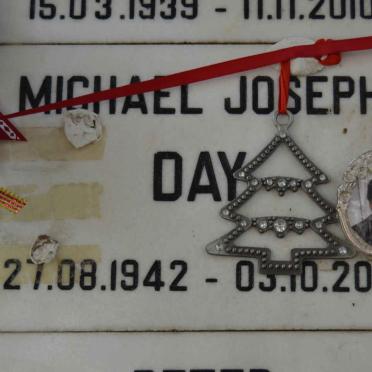 15.03.1939 - 11.11.2010
MICHAEL JOSEPH
DAY
27.08.1942 - 03.10.20